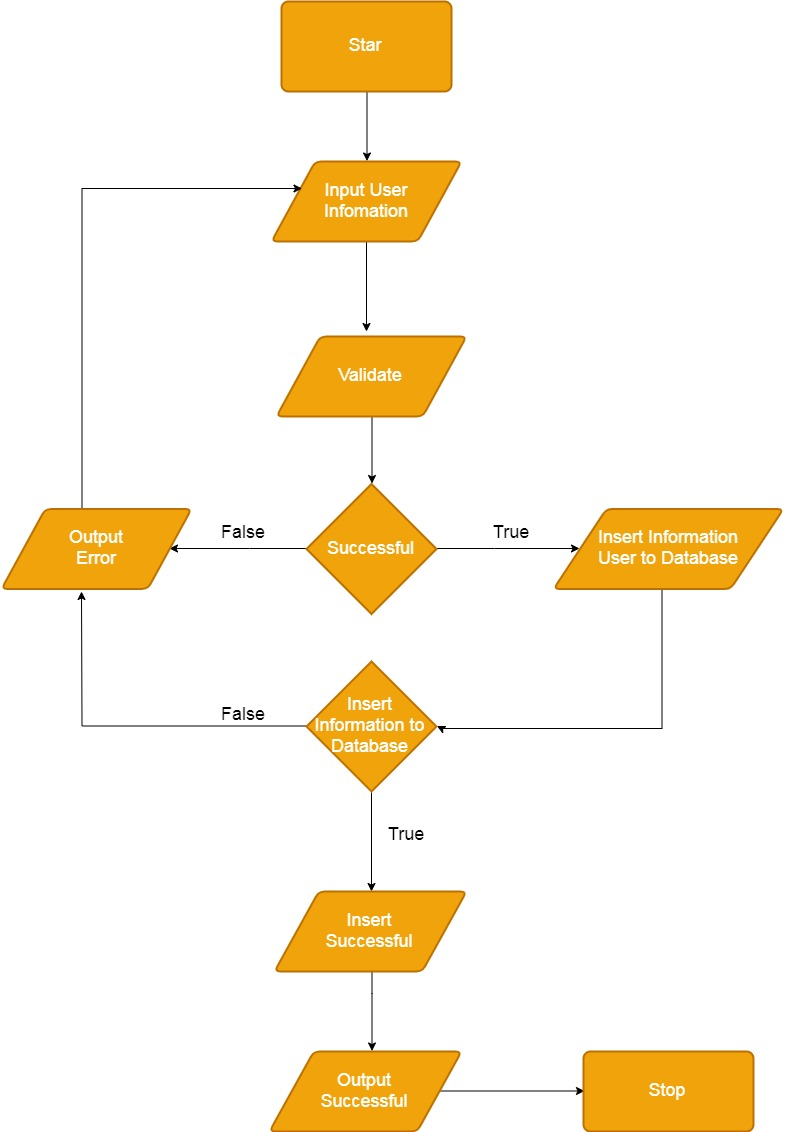 Star
Input User
Infomation
Validate
Output
Error
False
Successful
True
Insert Information
User to Database
False
Insert
Information to
Database
True
Insert
Successful
Output
Successful
Stop